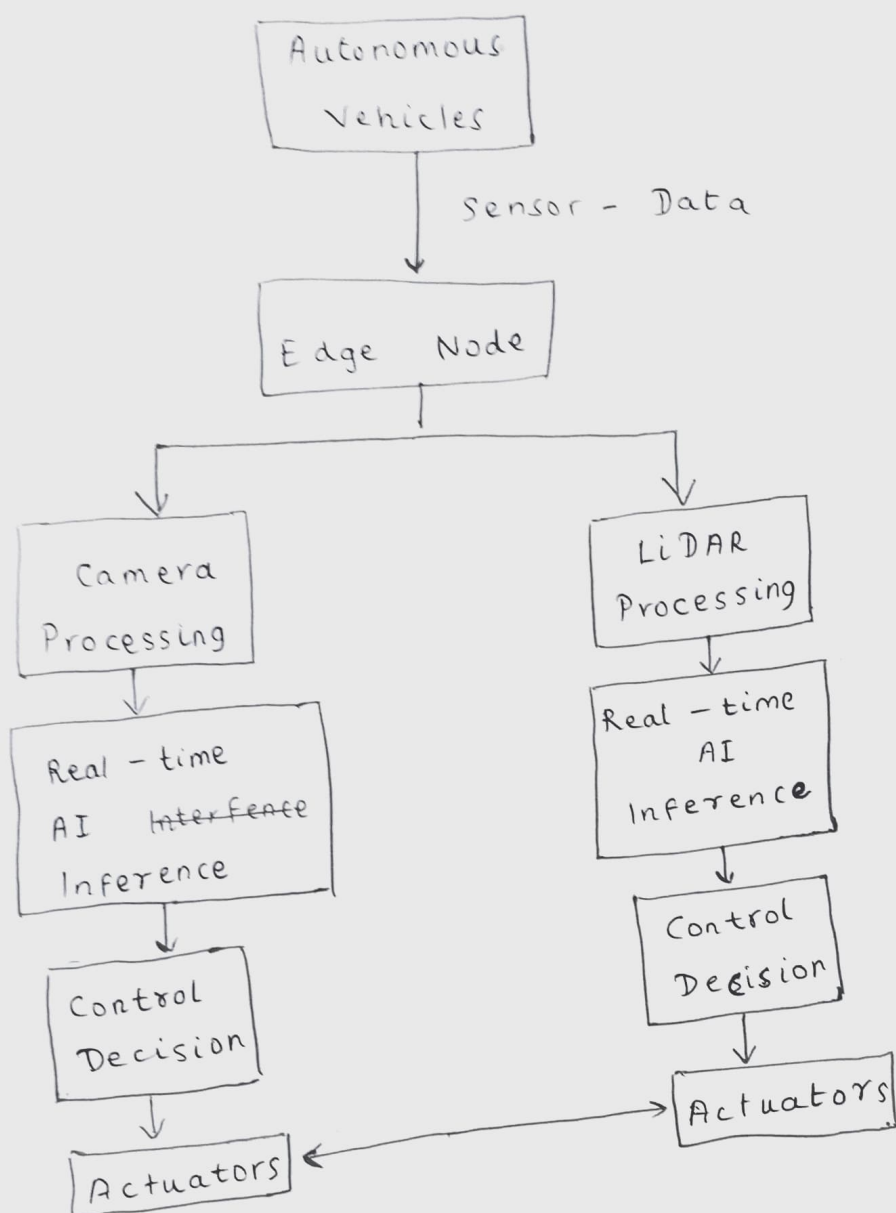 Autonomous
Vehicles
Sensor - Data
Edge Node
Camera
Processing
Real - time
AI Interfence
Inference
Control
Decision
Actuators
LiDAR
Processing
Real - time
AI
Inference
Control
Decision
Actuators